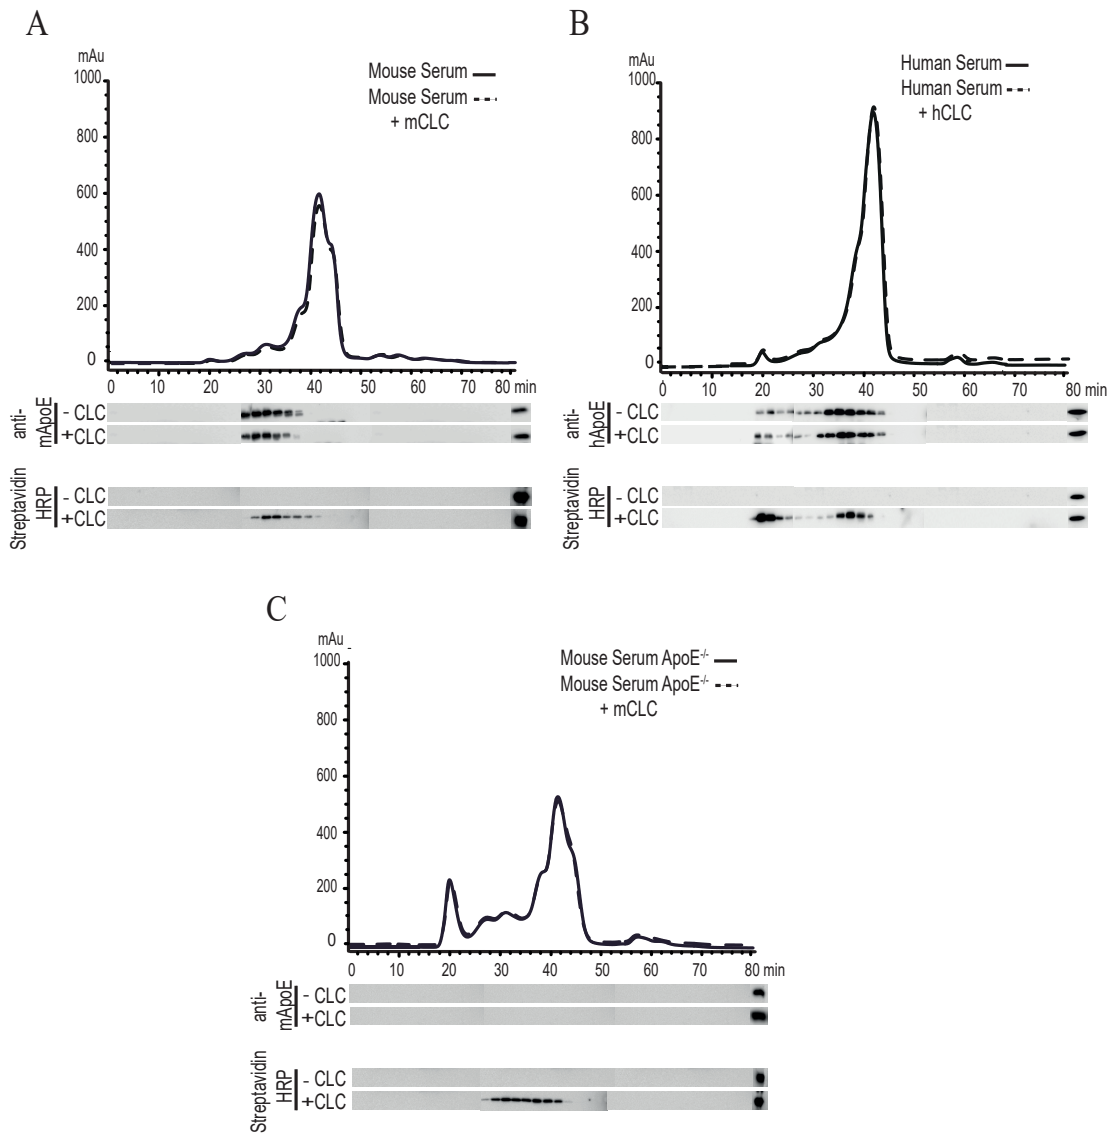 A
mAu
1000
800
600
400
200
0
0 10 20 30 40 50 60 70 80 min
Mouse Serum
Mouse Serum
+ mCLC
anti-
mApoE
- CLC
+CLC
Streptavidin
HRP
- CLC
+CLC
B
mAu
1000
800
600
400
200
0
0 10 20 30 40 50 60 70 80 min
Human Serum
Human Serum
+ hCLC
anti-
hApoE
- CLC
+CLC
Streptavidin
HRP
- CLC
+CLC
C
mAu
1000
800
600
400
200
0
0 10 20 30 40 50 60 70 80 min
Mouse Serum ApoE-/-
Mouse Serum ApoE-/-
+ mCLC
anti-
mApoE
- CLC
+CLC
Streptavidin
HRP
- CLC
+CLC